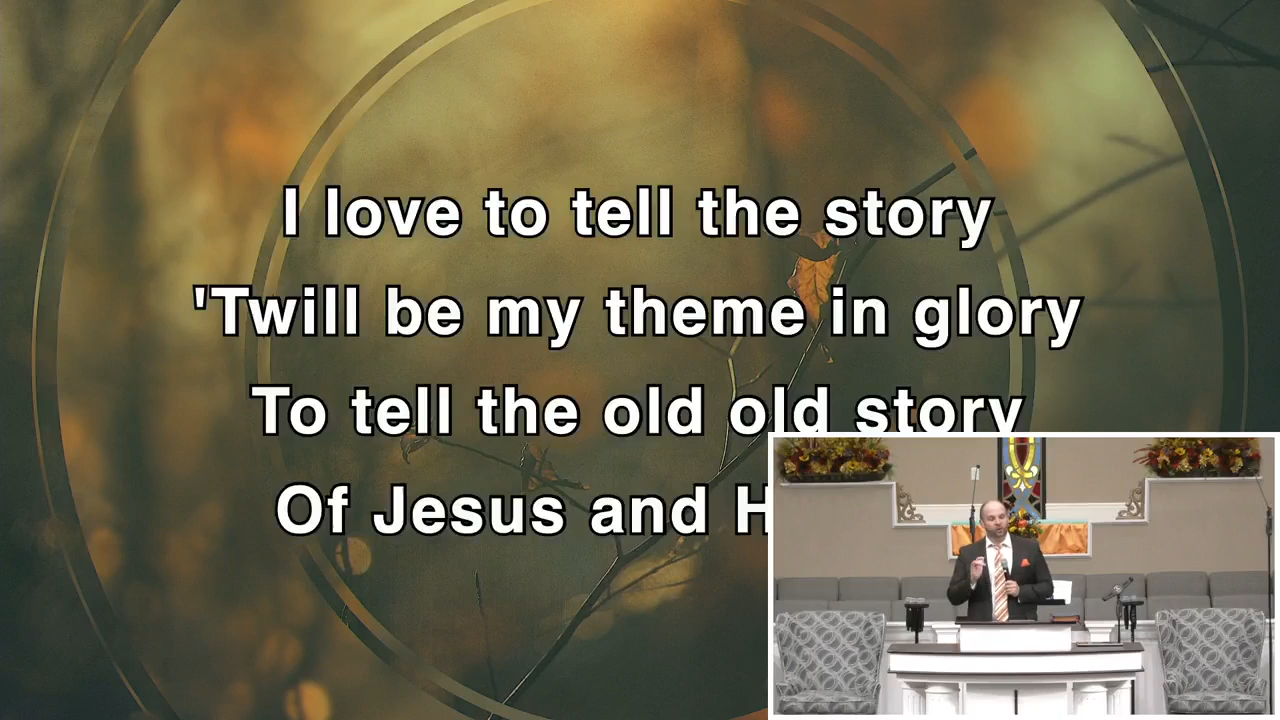 I love to tell the story
'Twill be my theme in glory
To tell the old old story
Of Jesus and